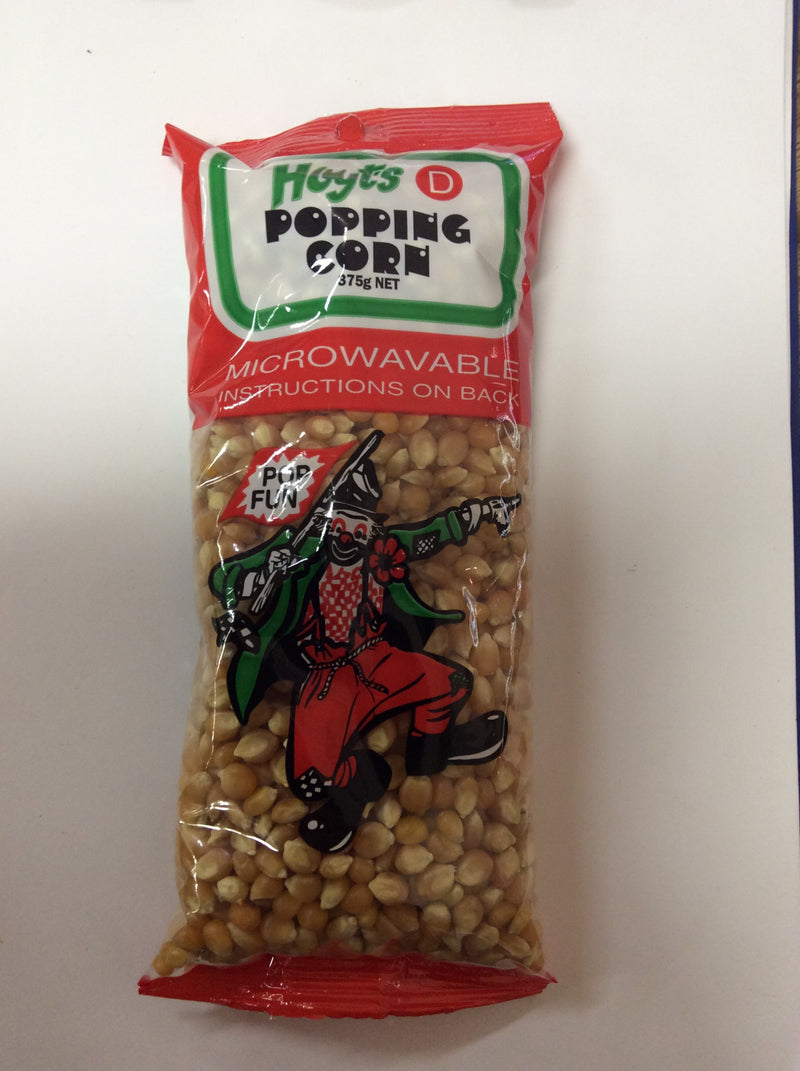 Hoyts D
POPPING
CORN
375g NET
MICROWAVABLE
INSTRUCTIONS ON BACK
POP
FUN